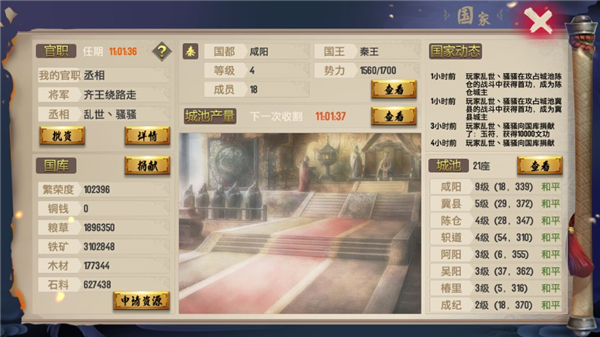 国家
官职 任期 11:01:36 ?
我的官职 丞相
将军 齐王绕路走
丞相 乱世丶骚骚
批资 详情
国库 捐献
繁荣度 102396
铜钱 0
粮草 1896350
铁矿 3102848
木材 177344
石料 627438
申请资源
秦 国都 咸阳 国王 秦王
等级 4 势力 1560/1700
成员 18 查看
城池产量 下一次收割 11:01:37 查看
国家动态
1小时前 玩家乱世丶骚骚在攻占城池陈
仓的战斗中获得首功，成为陈
仓城主
1小时前 玩家乱世丶骚骚在攻占城池冀
县的战斗中获得首功，成为冀
县城主
3小时前 玩家乱世丶骚骚向国库捐献
了：玉符，获得10000文功
4小时前 玩家乱世丶骚骚向国库捐献
城池 21座 查看
咸阳 9级 (18, 339) 和平
冀县 5级 (29, 372) 和平
陈仓 4级 (28, 347) 和平
轵道 4级 (54, 310) 和平
阿阳 3级 (6, 355) 和平
吴阳 3级 (37, 362) 和平
椿里 3级 (5, 316) 和平
成纪 2级 (18, 370) 和平